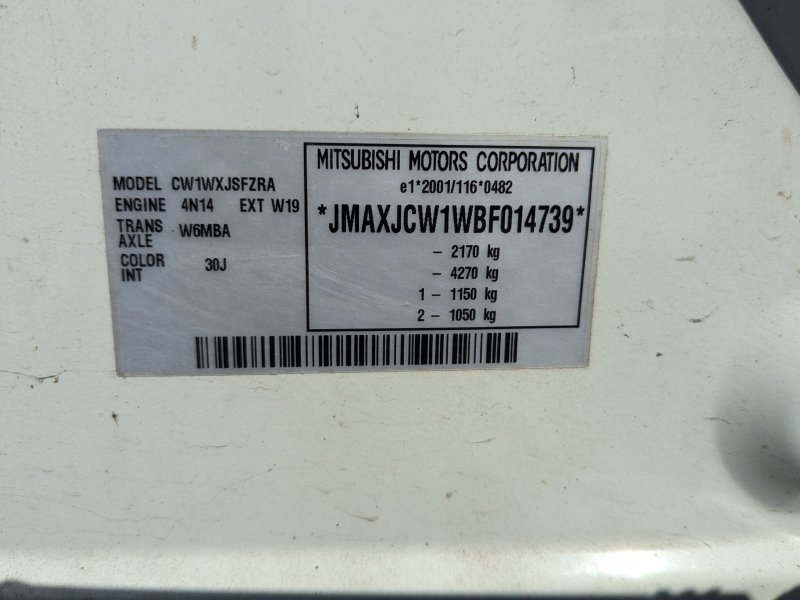 MODEL CW1WXJSFZRA
ENGINE 4N14 EXT W19
TRANS AXLE W6MBA
COLOR INT 30J
MITSUBISHI MOTORS CORPORATION
e1*2001/116*0482
*JMAXJCW1WBF014739*
- 2170 kg
- 4270 kg
1 - 1150 kg
2 - 1050 kg